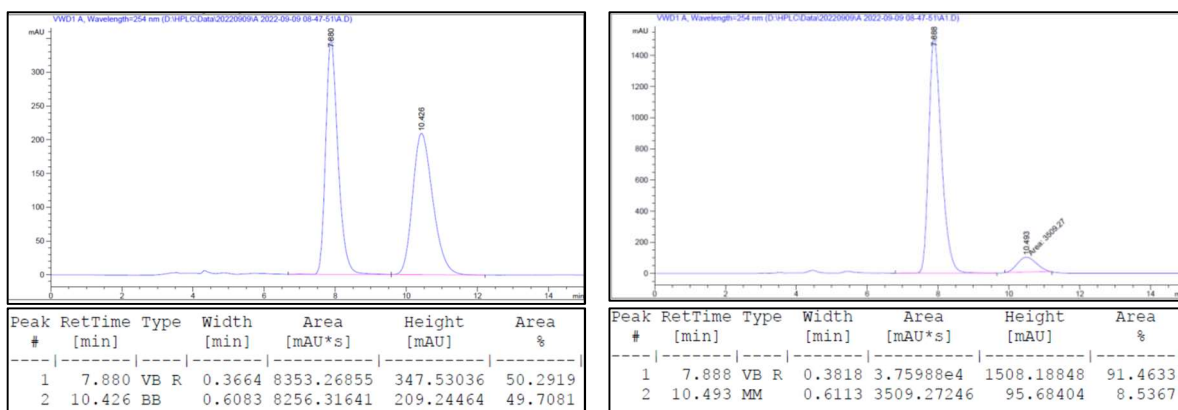 VWD1 A, Wavelength=254 nm (D:\HPLC\Data\20220909\A 2022-09-09 08-47-51\A.D)
mAU
7.880
10.426
300
250
200
150
100
50
0
0 2 4 6 8 10 12 14 min
Peak RetTime Type Width Area Height Area
# [min] [min] [mAU*s] [mAU] %
----|-------|----|-------|----------|----------|--------|
1 7.880 VB R 0.3664 8353.26855 347.53036 50.2919
2 10.426 BB 0.6083 8256.31641 209.24464 49.7081
VWD1 A, Wavelength=254 nm (D:\HPLC\Data\20220909\A 2022-09-09 08-47-51\A1.D)
mAU
7.888
10.493
Area: 3509.27
1400
1200
1000
800
600
400
200
0
0 2 4 6 8 10 12 14 min
Peak RetTime Type Width Area Height Area
# [min] [min] [mAU*s] [mAU] %
----|-------|----|-------|----------|----------|--------|
1 7.888 VB R 0.3818 3.75988e4 1508.18848 91.4633
2 10.493 MM 0.6113 3509.27246 95.68404 8.5367